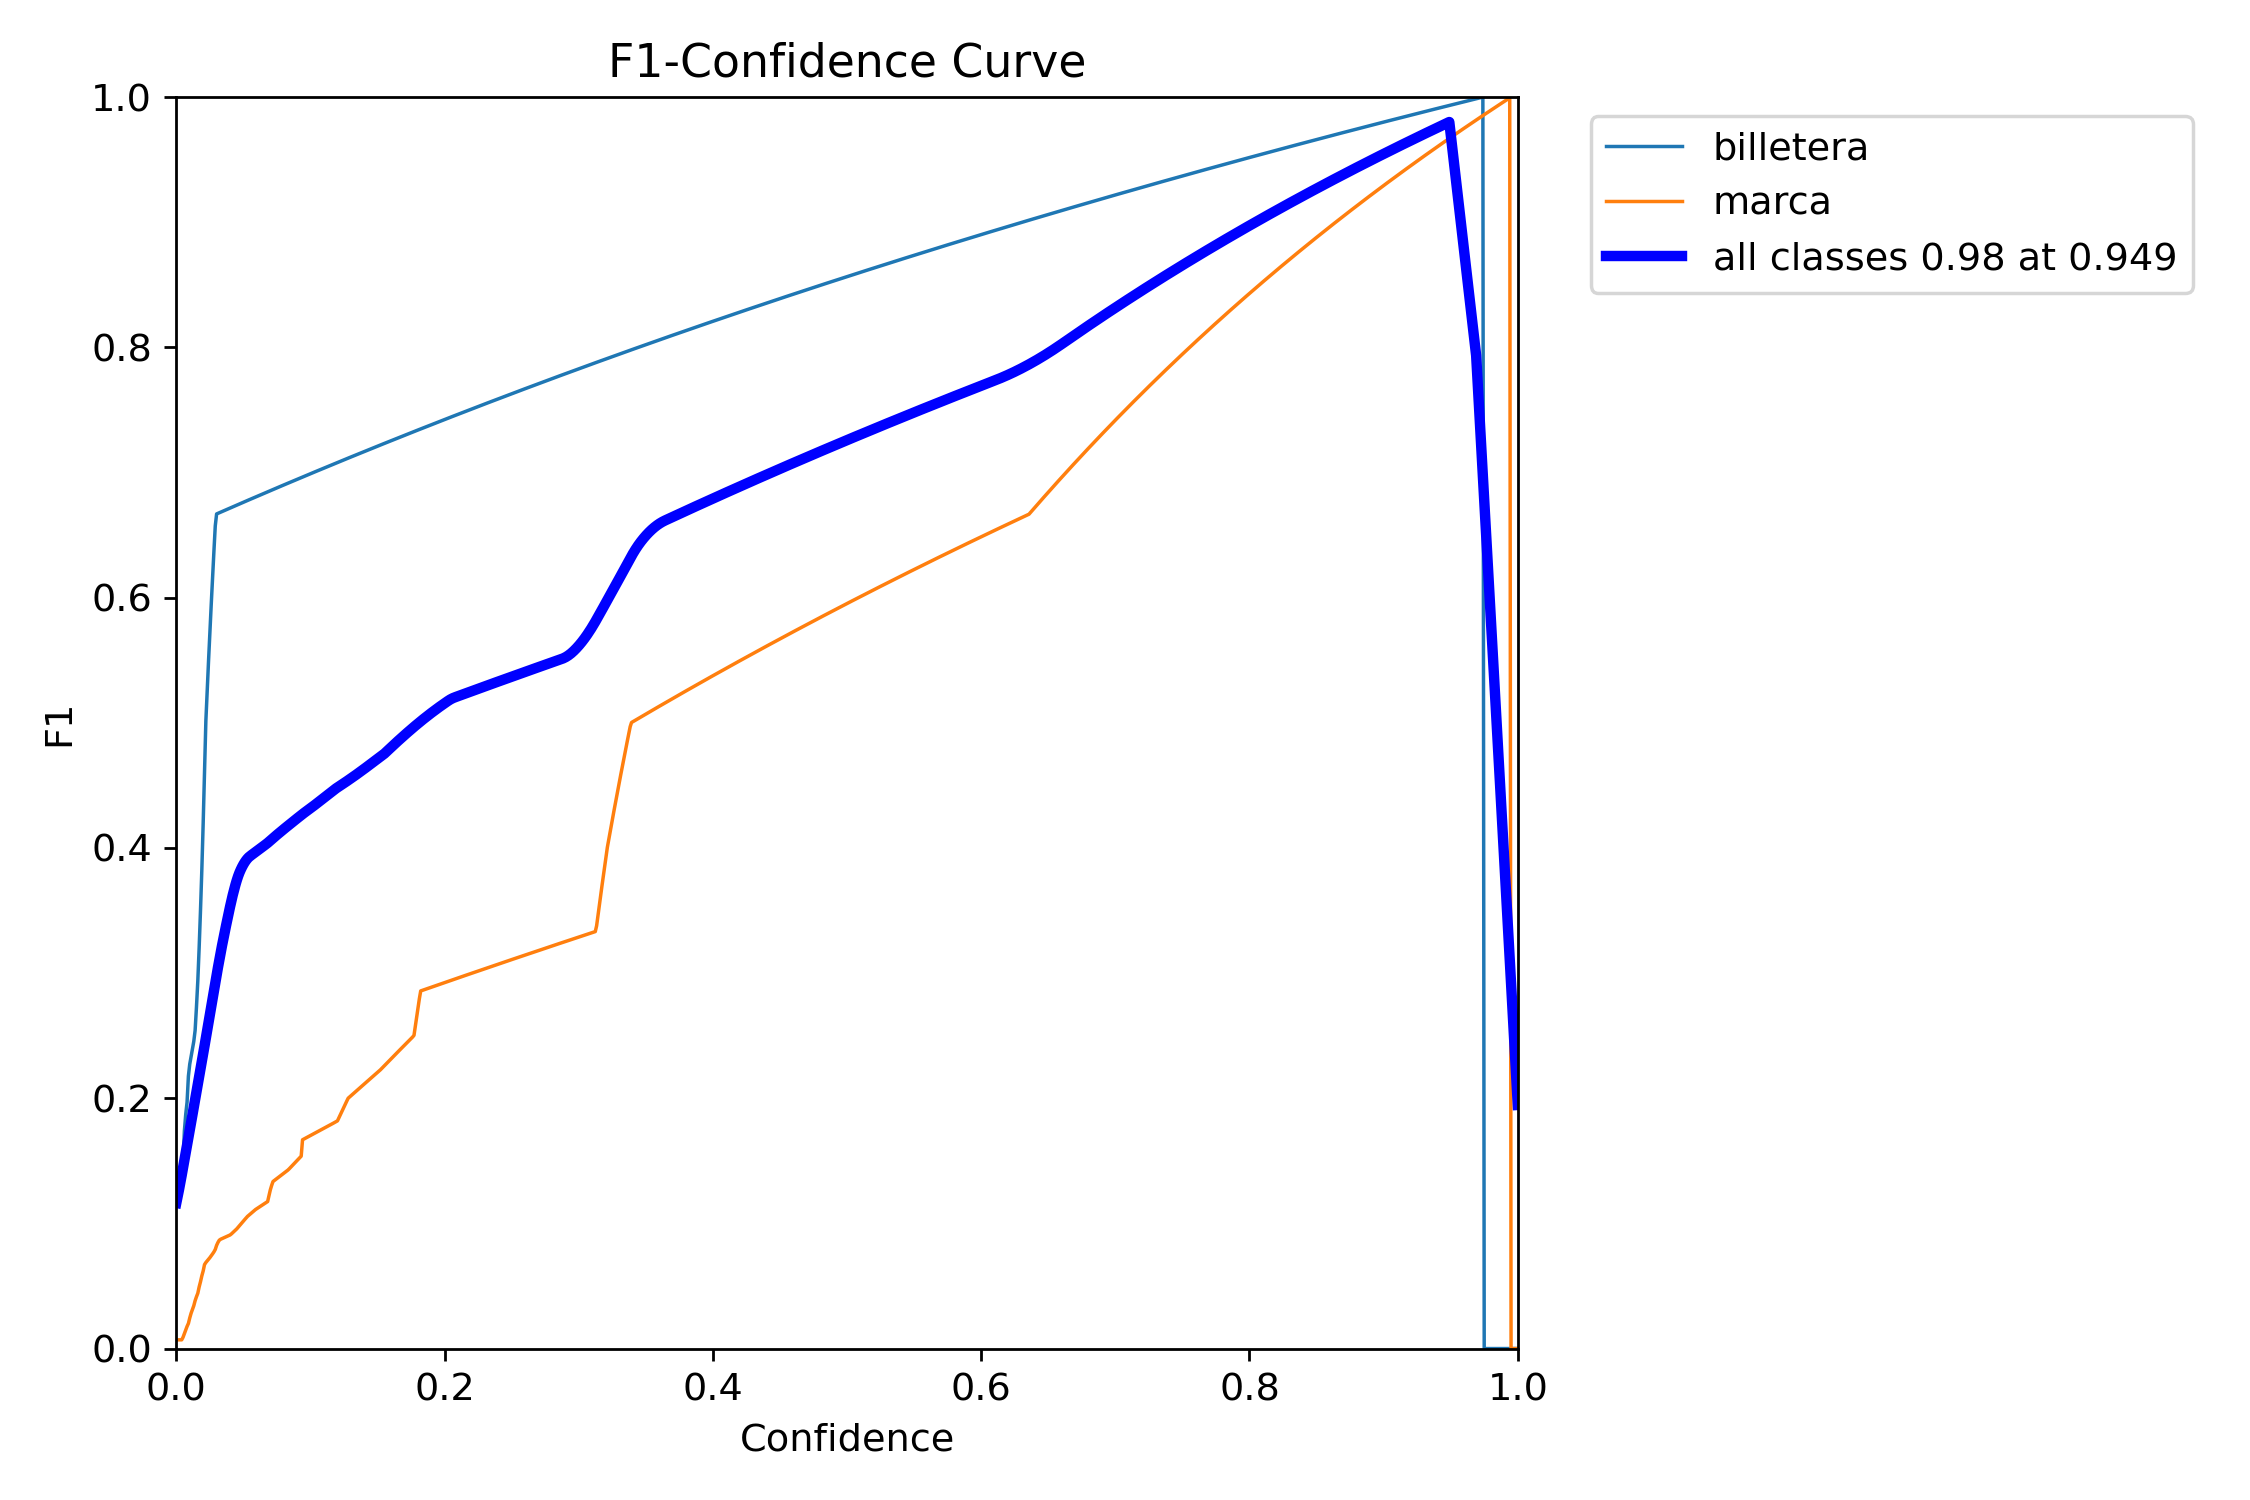 F1-Confidence Curve
1.0
0.8
0.6
0.4
0.2
0.0
F1
0.0 0.2 0.4 0.6 0.8 1.0
Confidence
billetera
marca
all classes 0.98 at 0.949